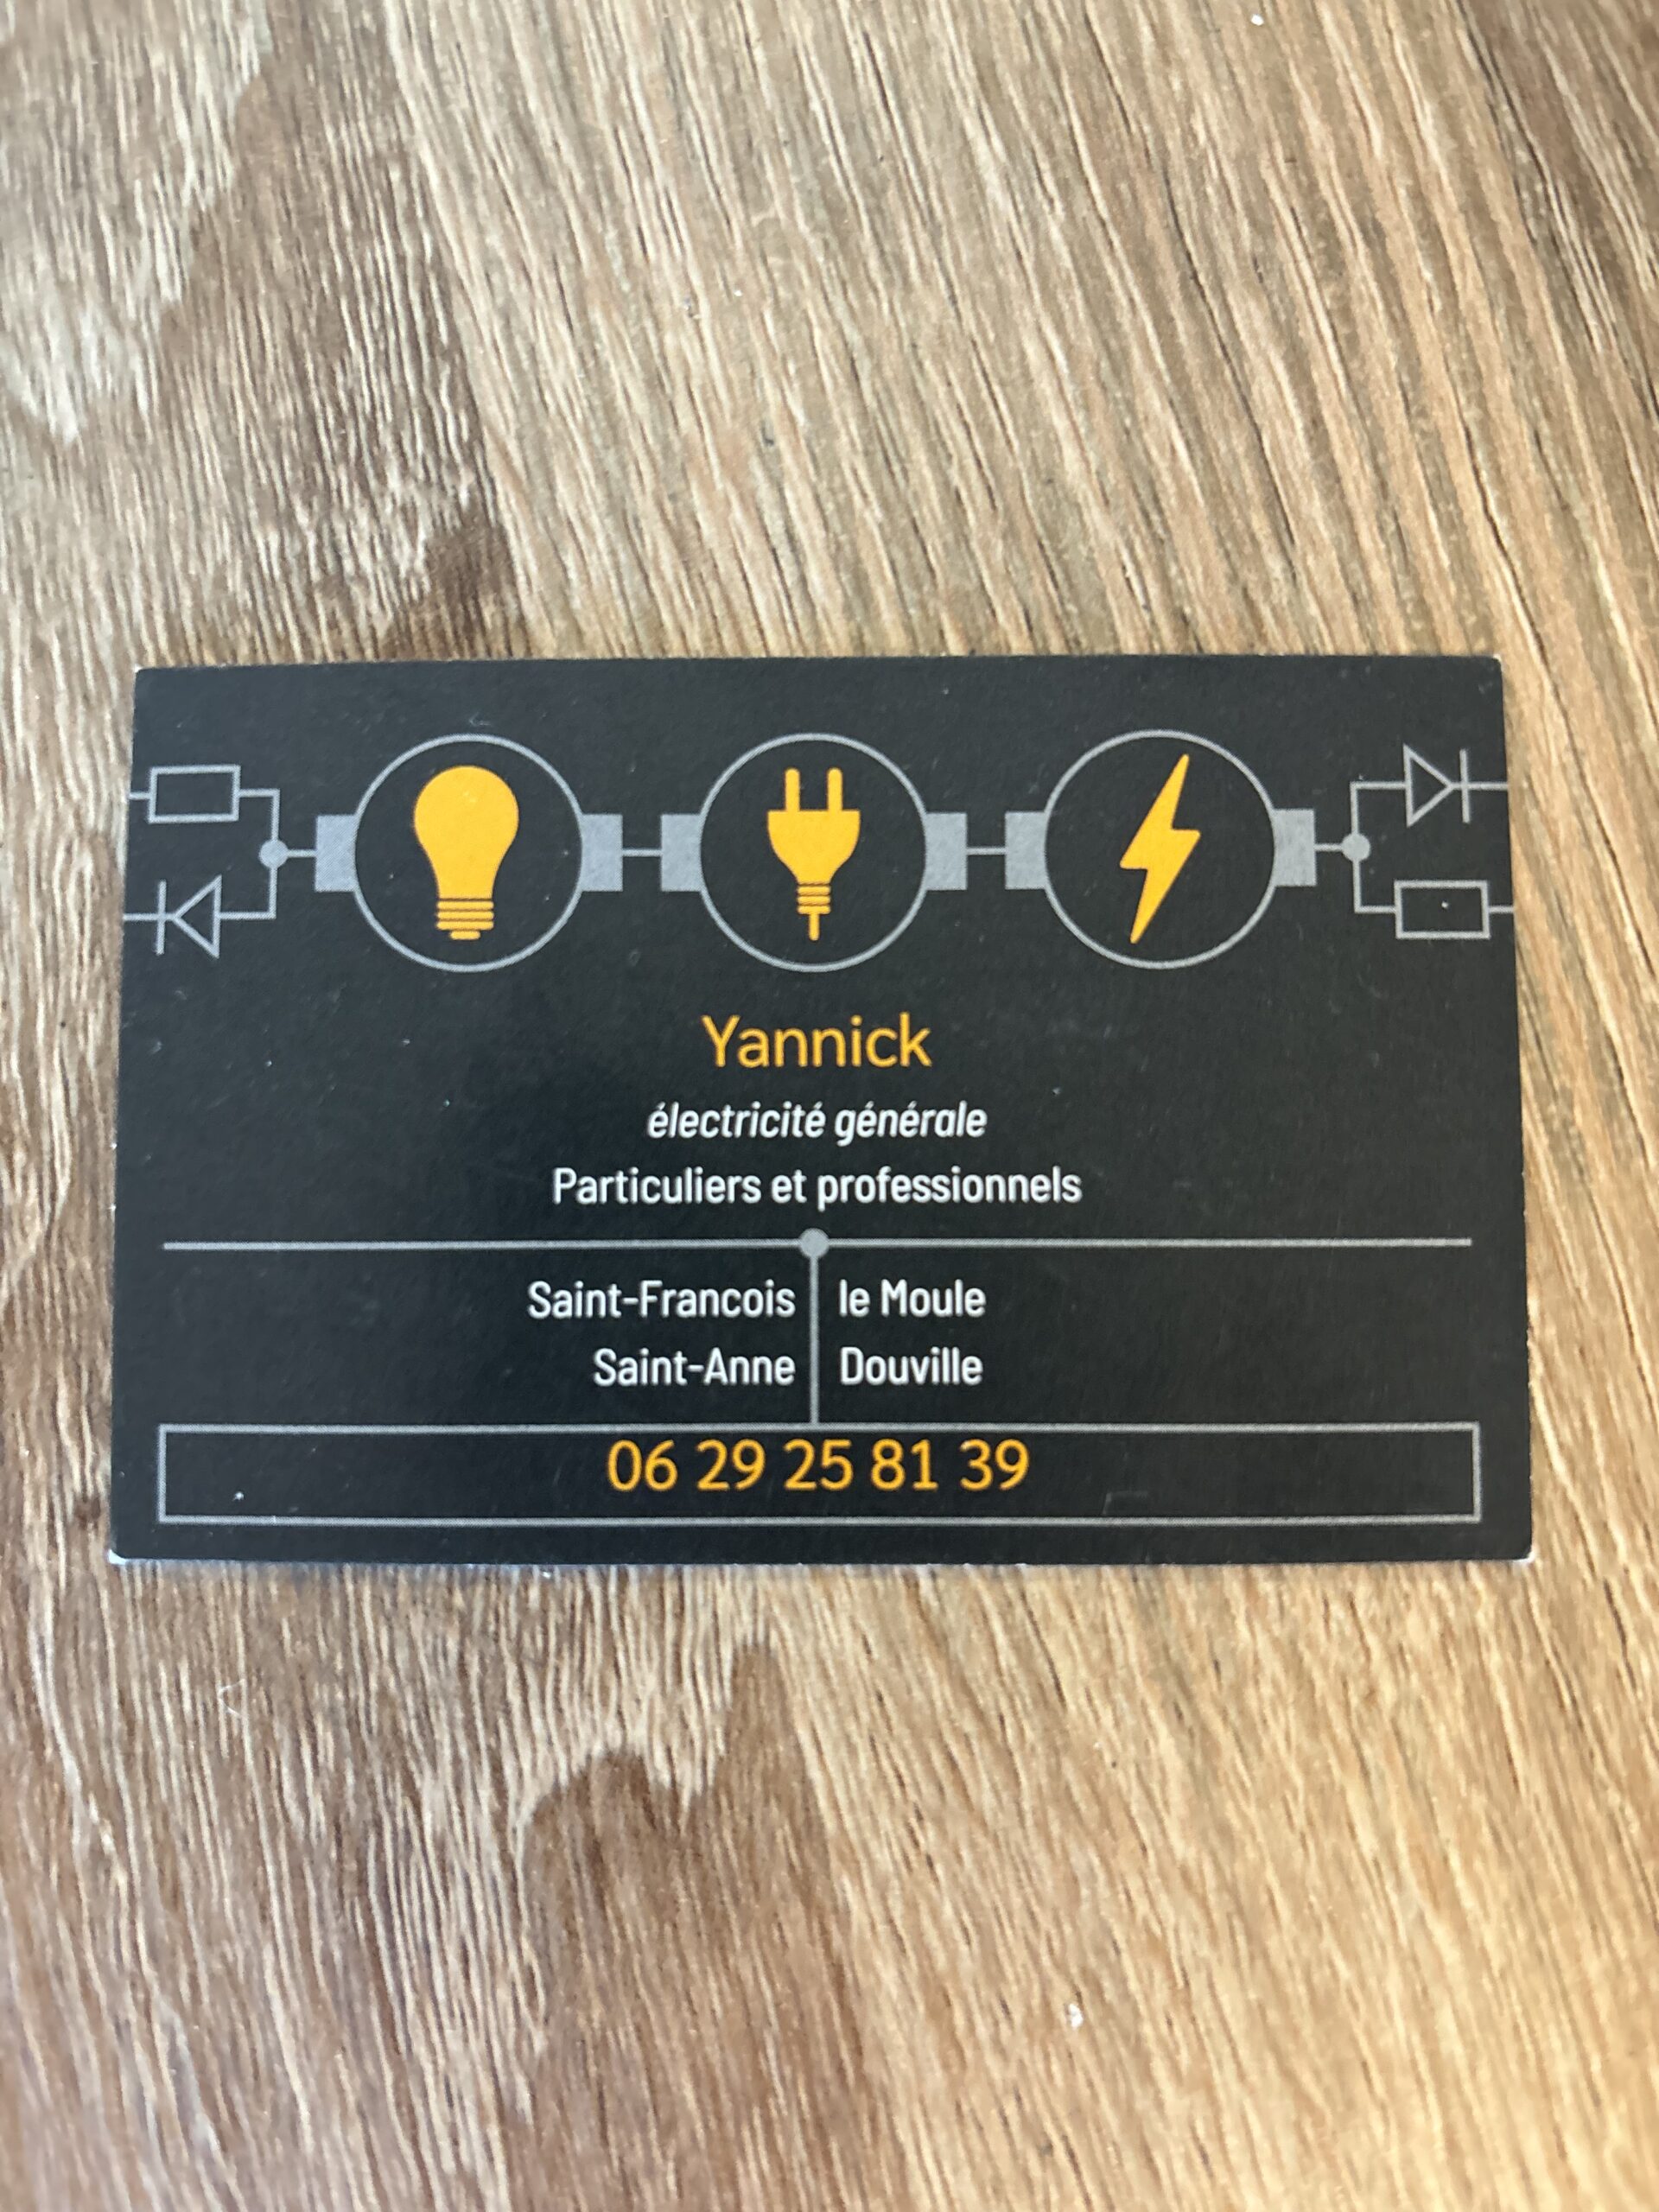 Yannick
électricité générale
Particuliers et professionnels
Saint-Francois le Moule
Saint-Anne Douville
06 29 25 81 39